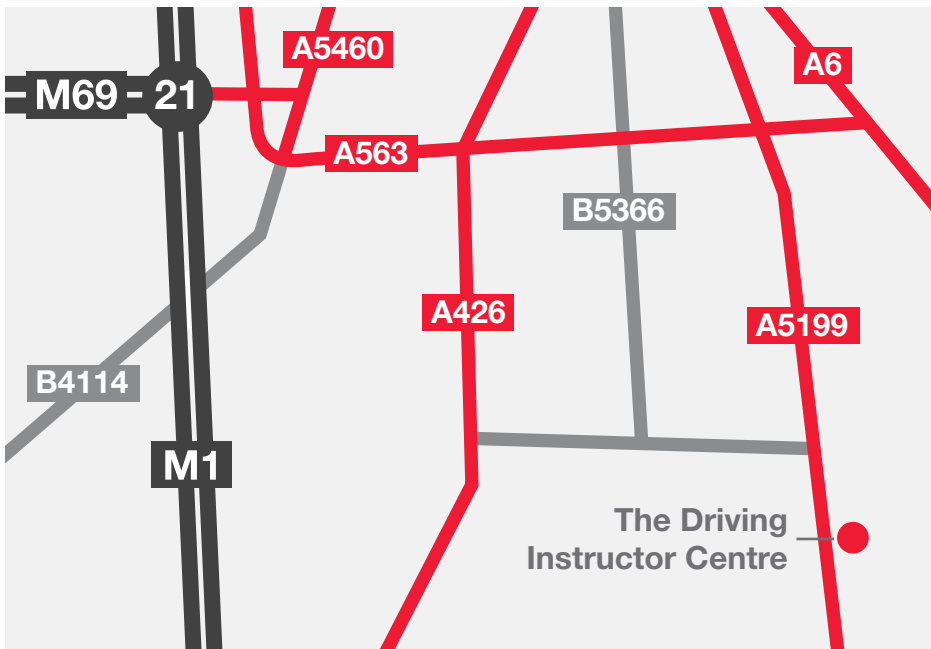 A5460
A6
M69
21
A563
B5366
A426
A5199
B4114
M1
The Driving
Instructor Centre